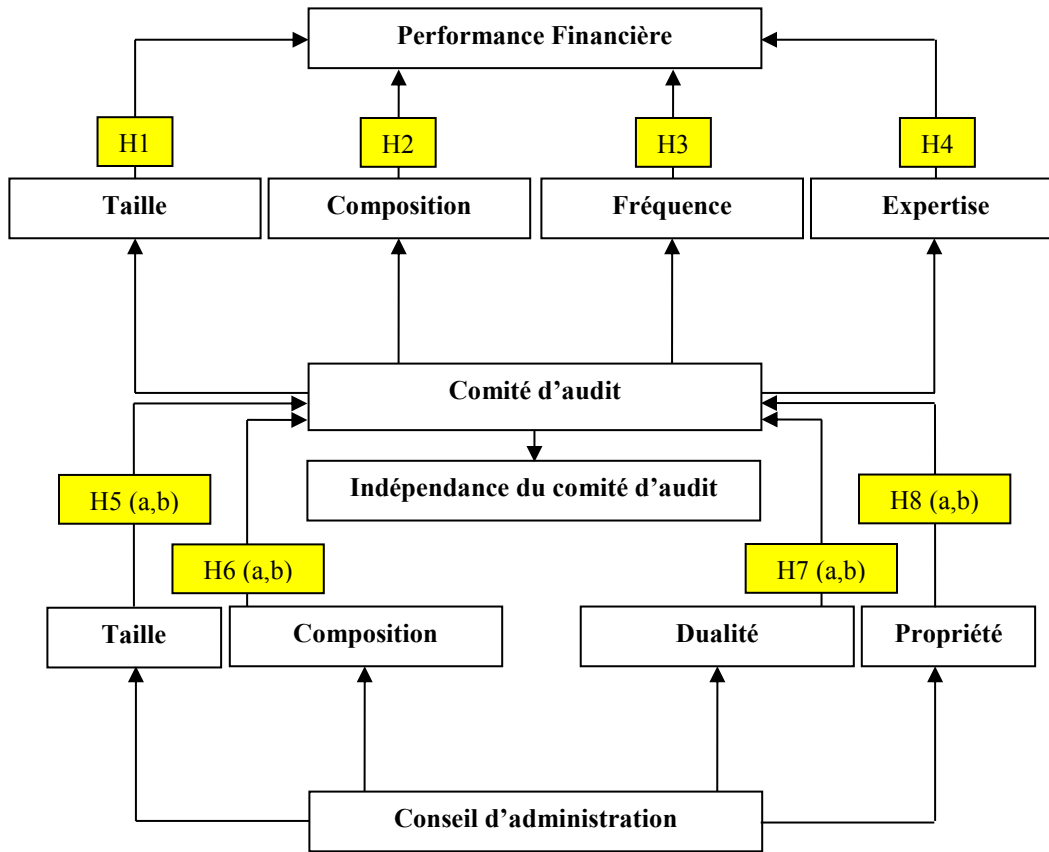 Performance Financière
H1
H2
H3
H4
Taille
Composition
Fréquence
Expertise
Comité d'audit
Indépendance du comité d'audit
H5 (a,b)
H8 (a,b)
H6 (a,b)
H7 (a,b)
Taille
Composition
Dualité
Propriété
Conseil d'administration